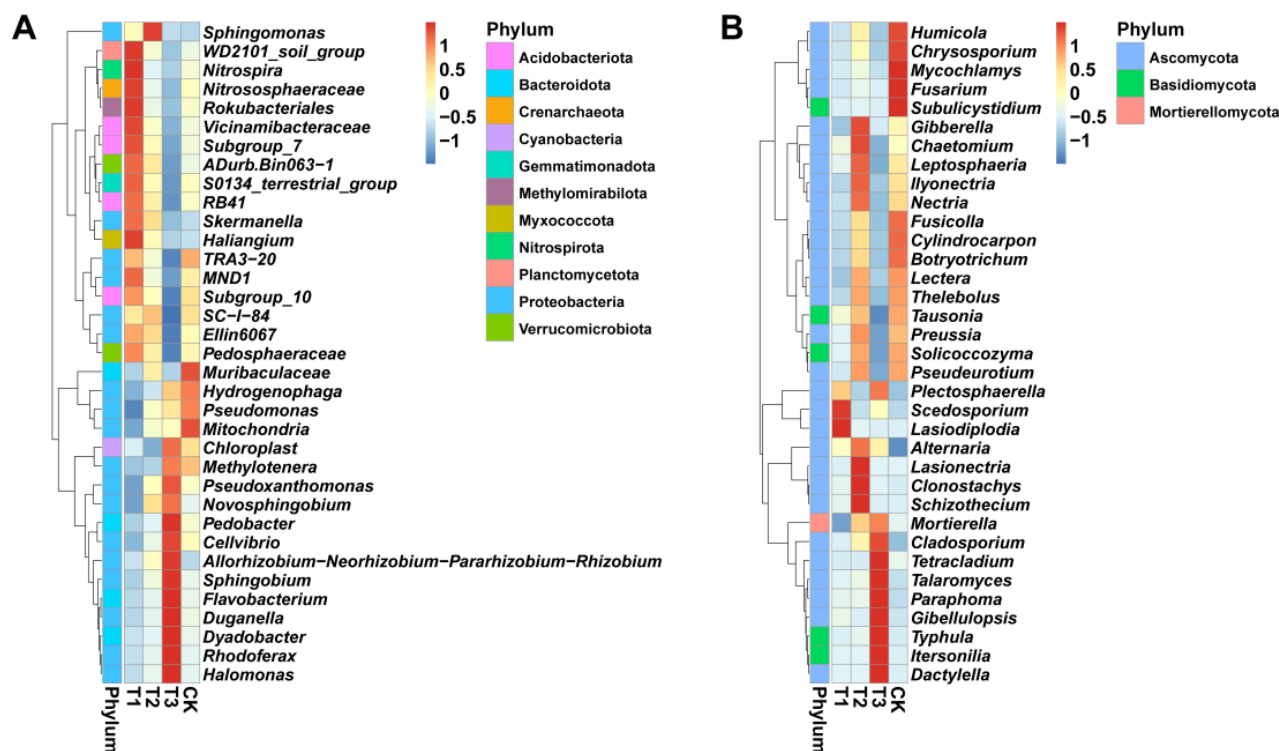 A
Sphingomonas
WD2101_soil_group
Nitrospira
Nitrososphaeraceae
Rokubacteriales
Vicinamibacteraceae
Subgroup_7
ADurb.Bin063−1
S0134_terrestrial_group
RB41
Skermanella
Haliangium
TRA3−20
MND1
Subgroup_10
SC−I−84
Ellin6067
Pedosphaeraceae
Muribaculaceae
Hydrogenophaga
Pseudomonas
Mitochondria
Chloroplast
Methylotenera
Pseudoxanthomonas
Novosphingobium
Pedobacter
Cellvibrio
Allorhizobium−Neorhizobium−Pararhizobium−Rhizobium
Sphingobium
Flavobacterium
Duganella
Dyadobacter
Rhodoferax
Halomonas
Phylum
T1
T2
T3
CK
1
0.5
0
−0.5
−1
Phylum
Acidobacteriota
Bacteroidota
Crenarchaeota
Cyanobacteria
Gemmatimonadota
Methylomirabilota
Myxococcota
Nitrospirota
Planctomycetota
Proteobacteria
Verrucomicrobiota
B
Humicola
Chrysosporium
Mycochlamys
Fusarium
Subulicystidium
Gibberella
Chaetomium
Leptosphaeria
Ilyonectria
Nectria
Fusicolla
Cylindrocarpon
Botryotrichum
Lectera
Thelebolus
Tausonia
Preussia
Solicoccozyma
Pseudeurotium
Plectosphaerella
Scedosporium
Lasiodiplodia
Alternaria
Lasionectria
Clonostachys
Schizothecium
Mortierella
Cladosporium
Tetracladium
Talaromyces
Paraphoma
Gibellulopsis
Typhula
Itersonilia
Dactylella
Phylum
T1
T2
T3
CK
1
0.5
0
−0.5
−1
Phylum
Ascomycota
Basidiomycota
Mortierellomycota